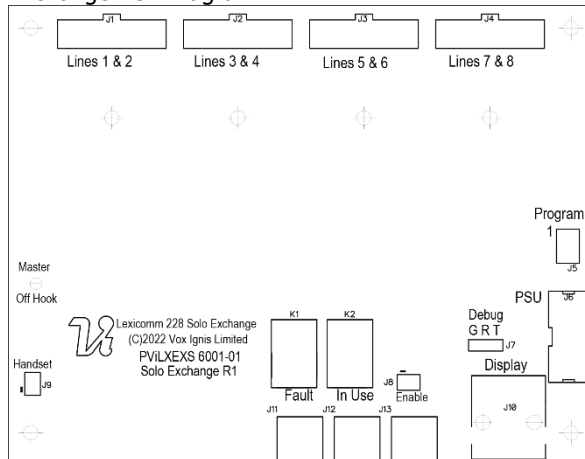 J1 J2 J3 J4
Lines 1 & 2 Lines 3 & 4 Lines 5 & 6 Lines 7 & 8
Program
1
J5
Master
Off Hook
PSU J6
Lexicomm 228 Solo Exchange
(C)2022 Vox Ignis Limited
PViLXEXS 6001-01
Solo Exchange R1
K1 K2
Fault In Use
Debug
G R T
J7
Handset
J9
J8
Enable
Display
J10
J11 J12 J13